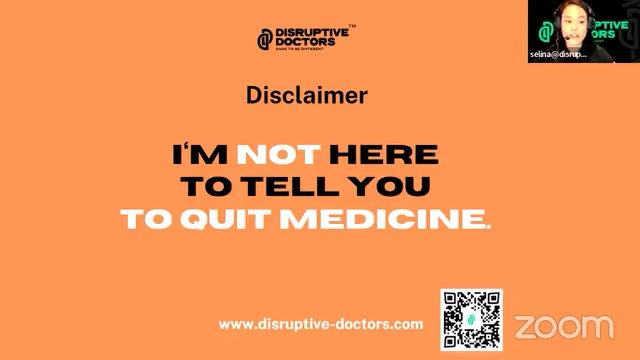 DISRUPTIVE
DOCTORS
TM
DARE TO BE DIFFERENT
Disclaimer
I'M NOT HERE
TO TELL YOU
TO QUIT MEDICINE.
www.disruptive-doctors.com
zoom
selina@disrup...